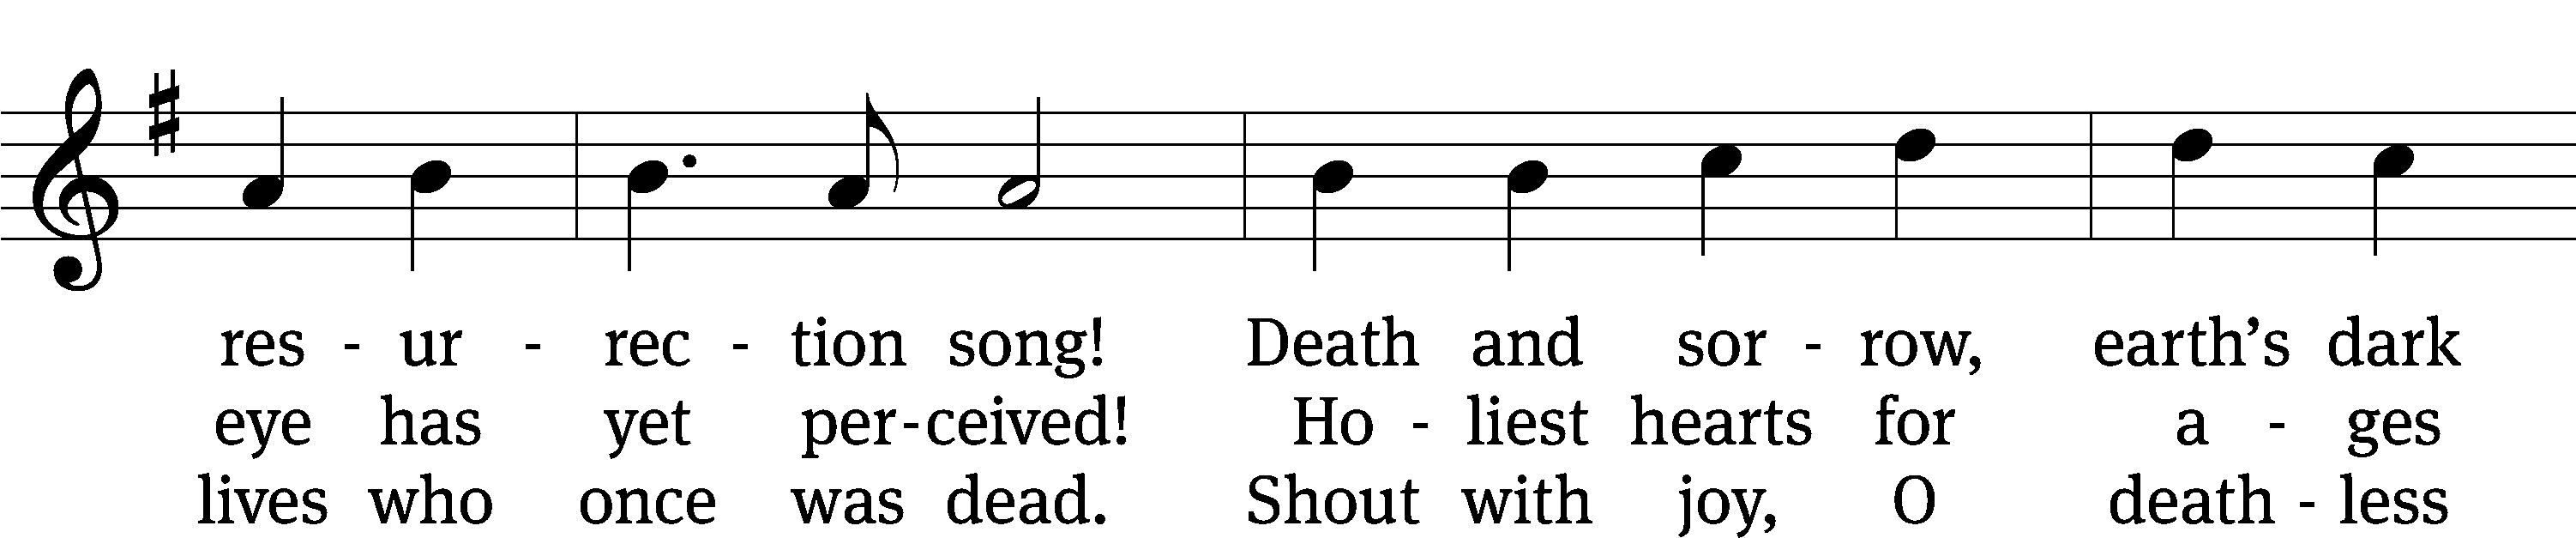 res - ur - rec - tion song! Death and sor - row, earth’s dark
eye has yet per-ceived! Ho - liest hearts for a - ges
lives who once was dead. Shout with joy, O death - less